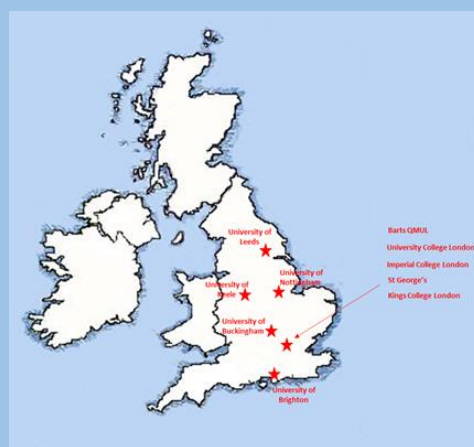 University of
Leeds
University of
Nottingham
University of
Keele
University of
Buckingham
University of
Brighton
Barts QMUL
University College London
Imperial College London
St George's
Kings College London